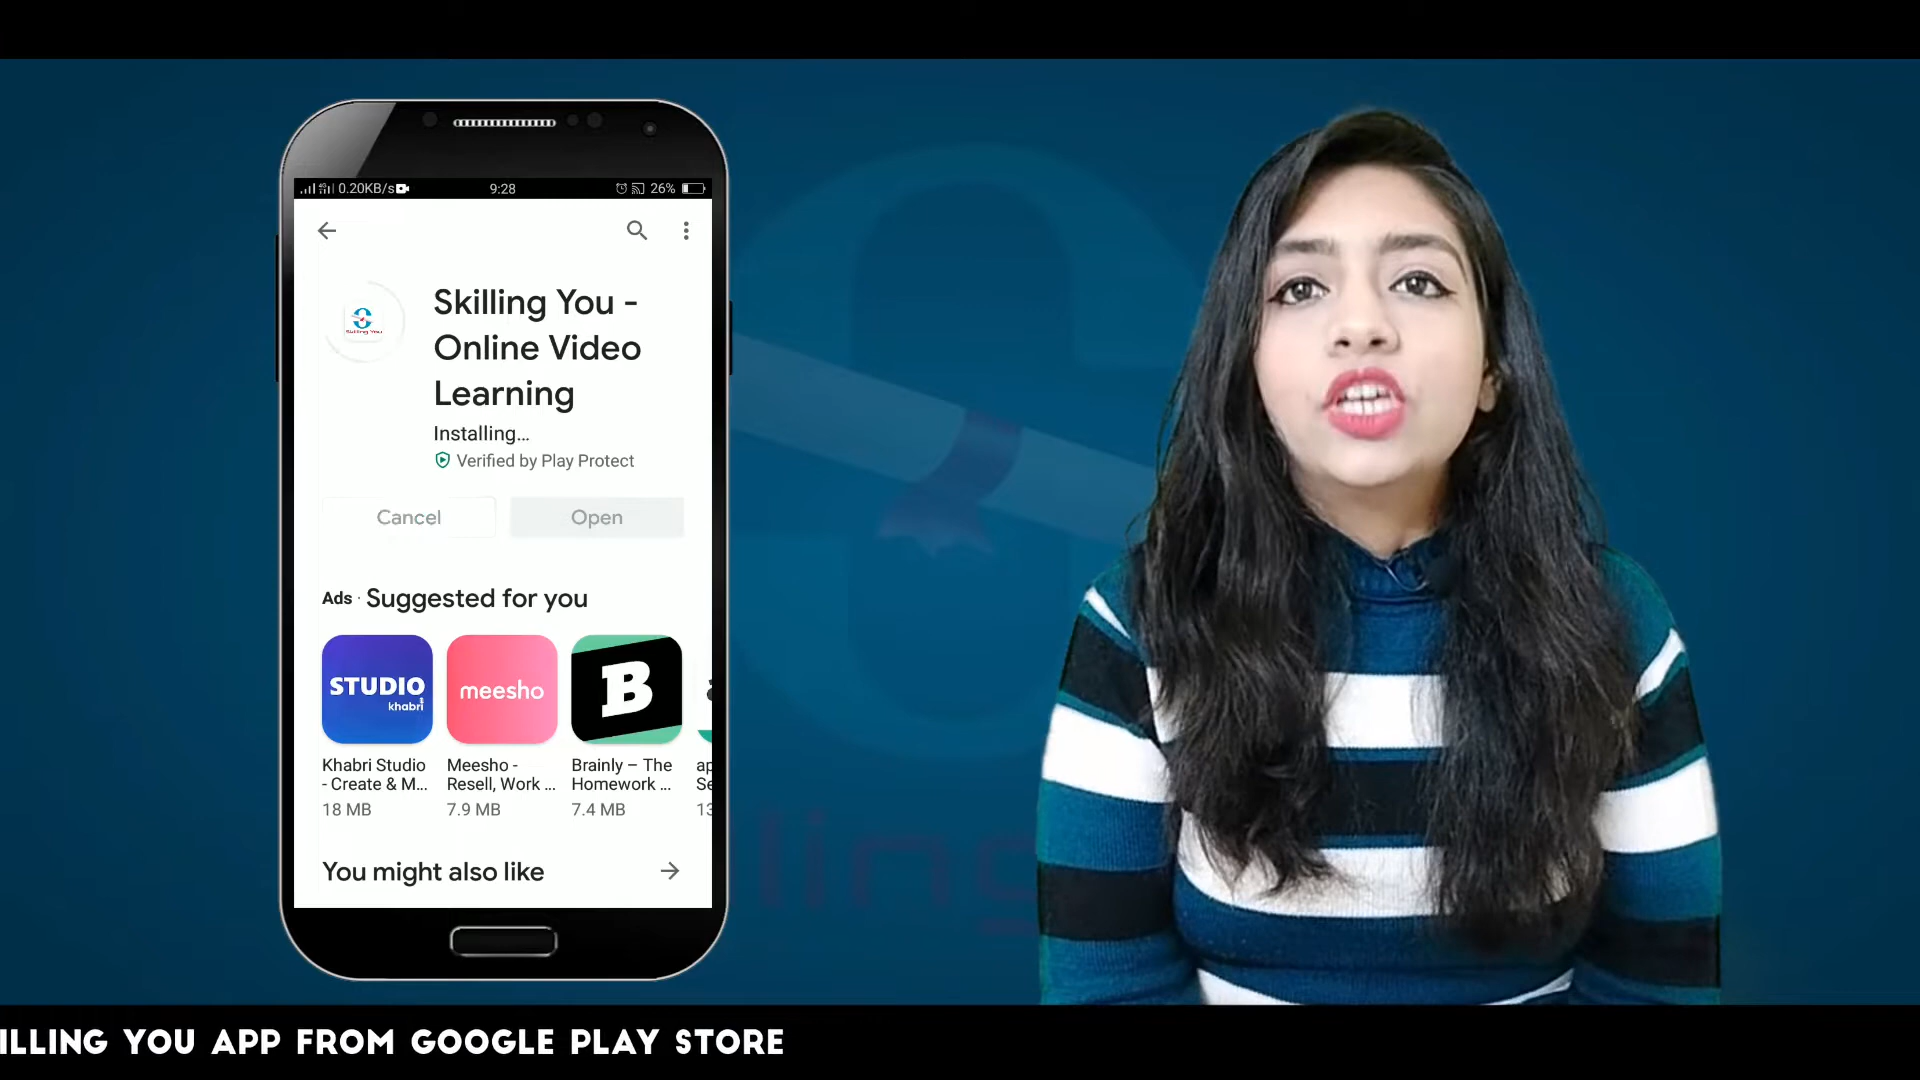 0.20KB/s 9:28 26%
Skilling You -
Online Video
Learning
Installing...
Verified by Play Protect
Cancel Open
Ads · Suggested for you
STUDIO
khabri
meesho
B
Khabri Studio
- Create & M...
18 MB
Meesho -
Resell, Work ...
7.9 MB
Brainly – The
Homework ...
7.4 MB
You might also like
ling
ILLING YOU APP FROM GOOGLE PLAY STORE